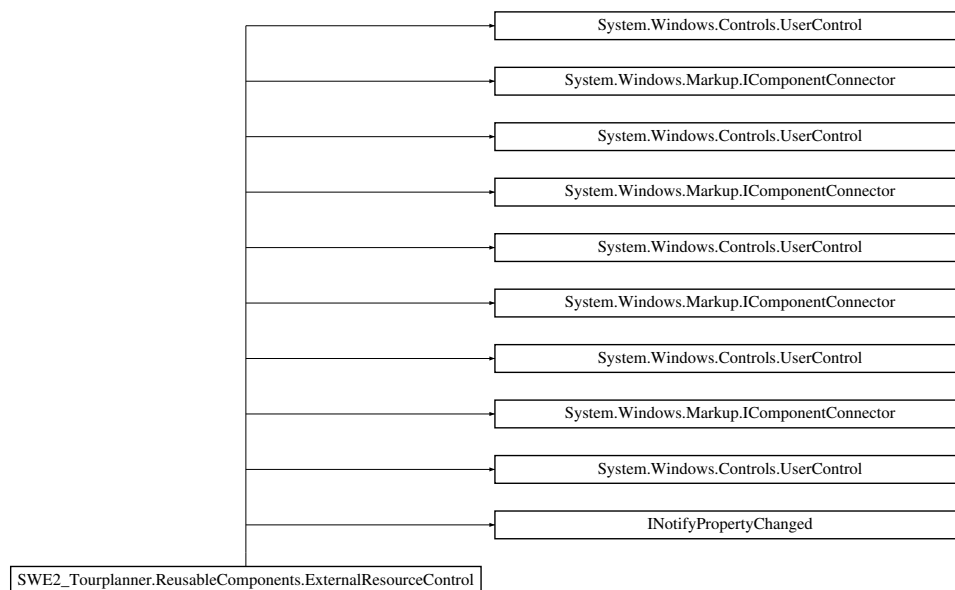 System.Windows.Controls.UserControl
System.Windows.Markup.IComponentConnector
System.Windows.Controls.UserControl
System.Windows.Markup.IComponentConnector
System.Windows.Controls.UserControl
System.Windows.Markup.IComponentConnector
System.Windows.Controls.UserControl
System.Windows.Markup.IComponentConnector
System.Windows.Controls.UserControl
INotifyPropertyChanged
SWE2_Tourplanner.ReusableComponents.ExternalResourceControl